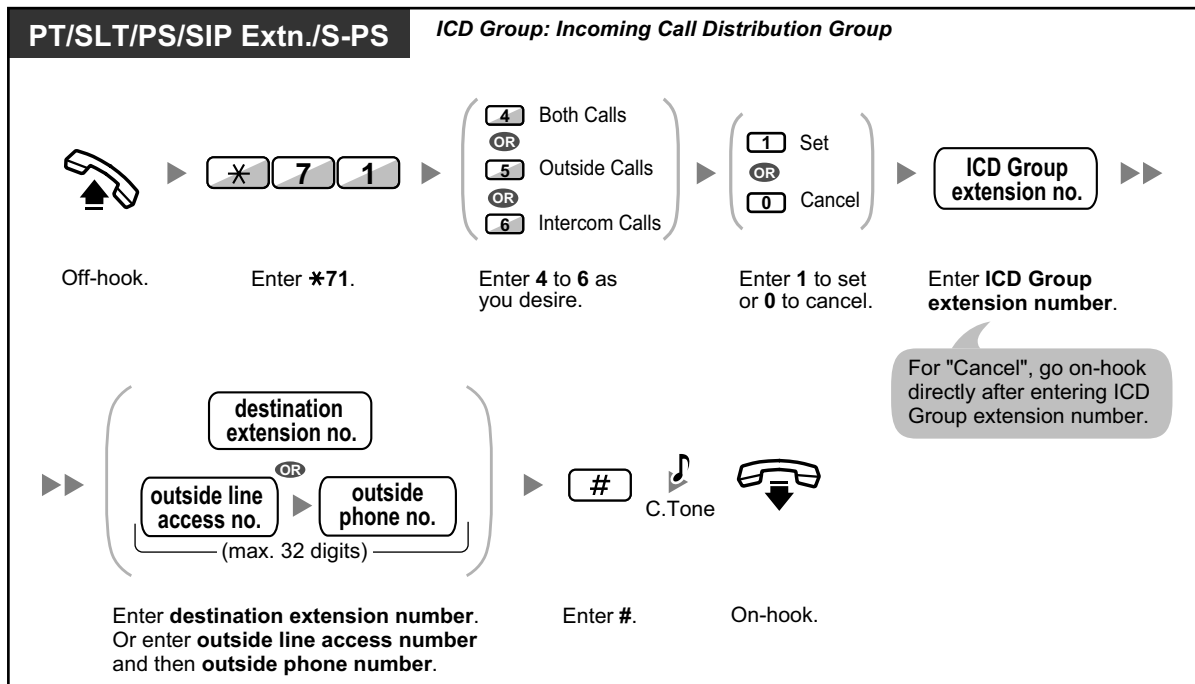 PT/SLT/PS/SIP Extn./S-PS
ICD Group: Incoming Call Distribution Group
Off-hook.
✳ 7 1
Enter ✳71.
4 Both Calls
OR
5 Outside Calls
OR
6 Intercom Calls
Enter 4 to 6 as
you desire.
1 Set
OR
0 Cancel
Enter 1 to set
or 0 to cancel.
ICD Group
extension no.
Enter ICD Group
extension number.
For "Cancel", go on-hook
directly after entering ICD
Group extension number.
destination
extension no.
OR
outside line
access no.
outside
phone no.
(max. 32 digits)
Enter destination extension number.
Or enter outside line access number
and then outside phone number.
#
Enter #.
C.Tone
On-hook.